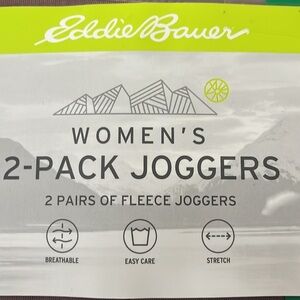 Eddie Bauer
WOMEN'S
2-PACK JOGGERS
2 PAIRS OF FLEECE JOGGERS
BREATHABLE EASY CARE STRETCH